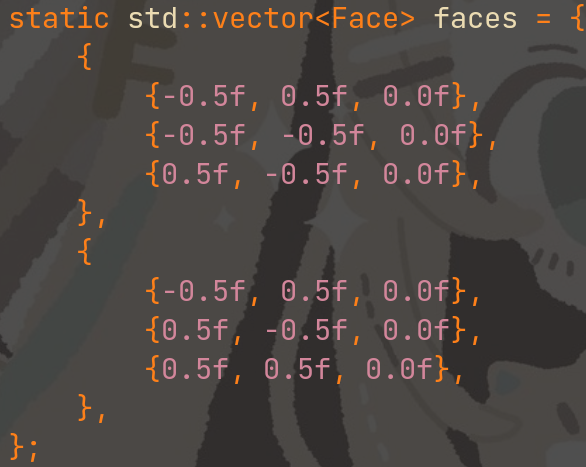 static std::vector<Face> faces = {
    {
        {-0.5f, 0.5f, 0.0f},
        {-0.5f, -0.5f, 0.0f},
        {0.5f, -0.5f, 0.0f},
    },
    {
        {-0.5f, 0.5f, 0.0f},
        {0.5f, -0.5f, 0.0f},
        {0.5f, 0.5f, 0.0f},
    },
};